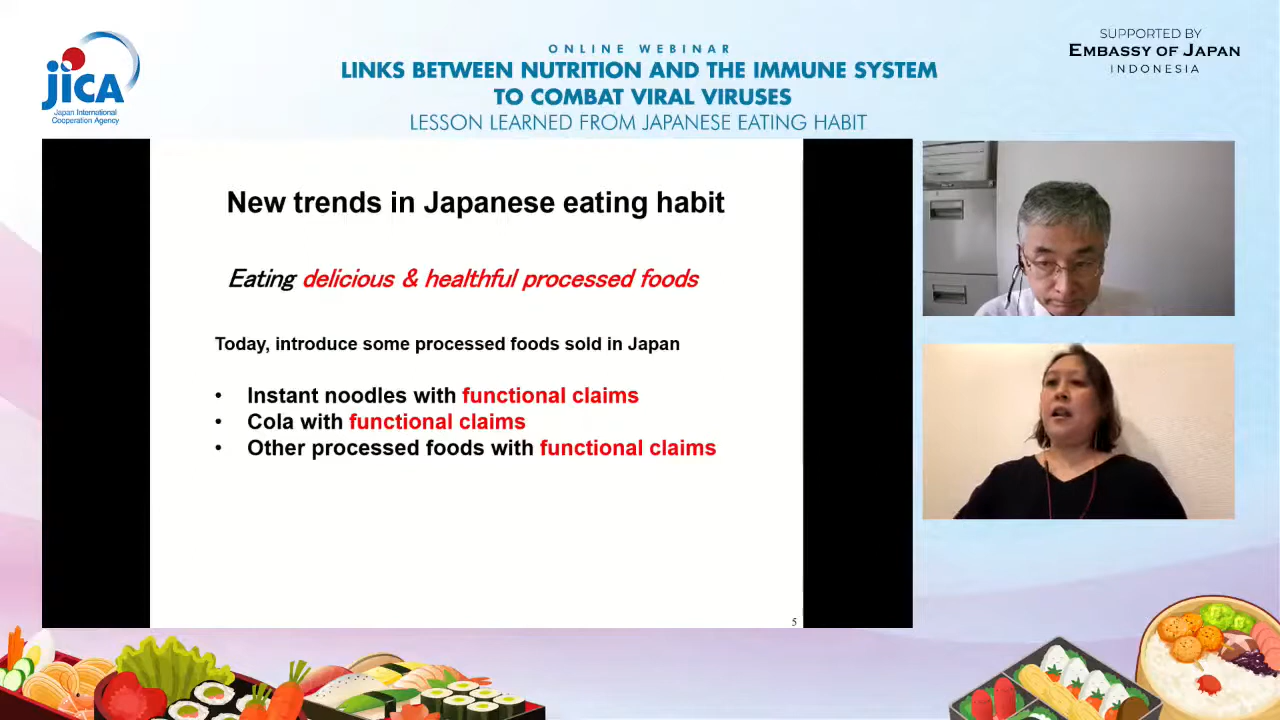 JICA
Japan International
Cooperation Agency
ONLINE WEBINAR
LINKS BETWEEN NUTRITION AND THE IMMUNE SYSTEM
TO COMBAT VIRAL VIRUSES
LESSON LEARNED FROM JAPANESE EATING HABIT
SUPPORTED BY
EMBASSY OF JAPAN
INDONESIA
New trends in Japanese eating habit
Eating delicious & healthful processed foods
Today, introduce some processed foods sold in Japan
• Instant noodles with functional claims
• Cola with functional claims
• Other processed foods with functional claims
5